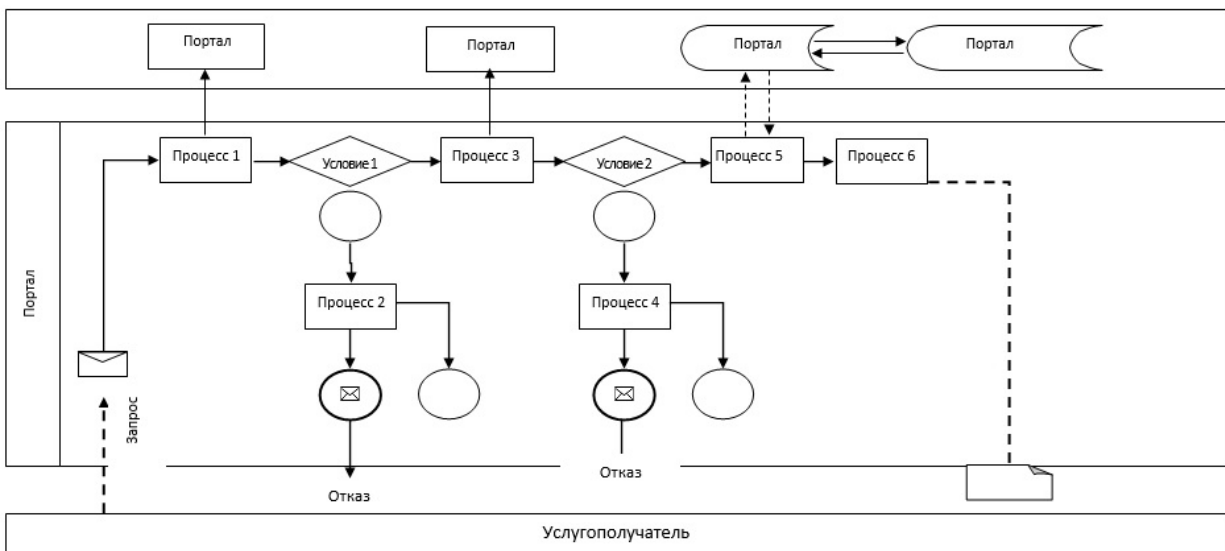 Портал
Портал
Портал
Портал
Процесс 1
Условие 1
Процесс 3
Условие 2
Процесс 5
Процесс 6
Портал
Процесс 2
Процесс 4
Запрос
Отказ
Отказ
Услугополучатель